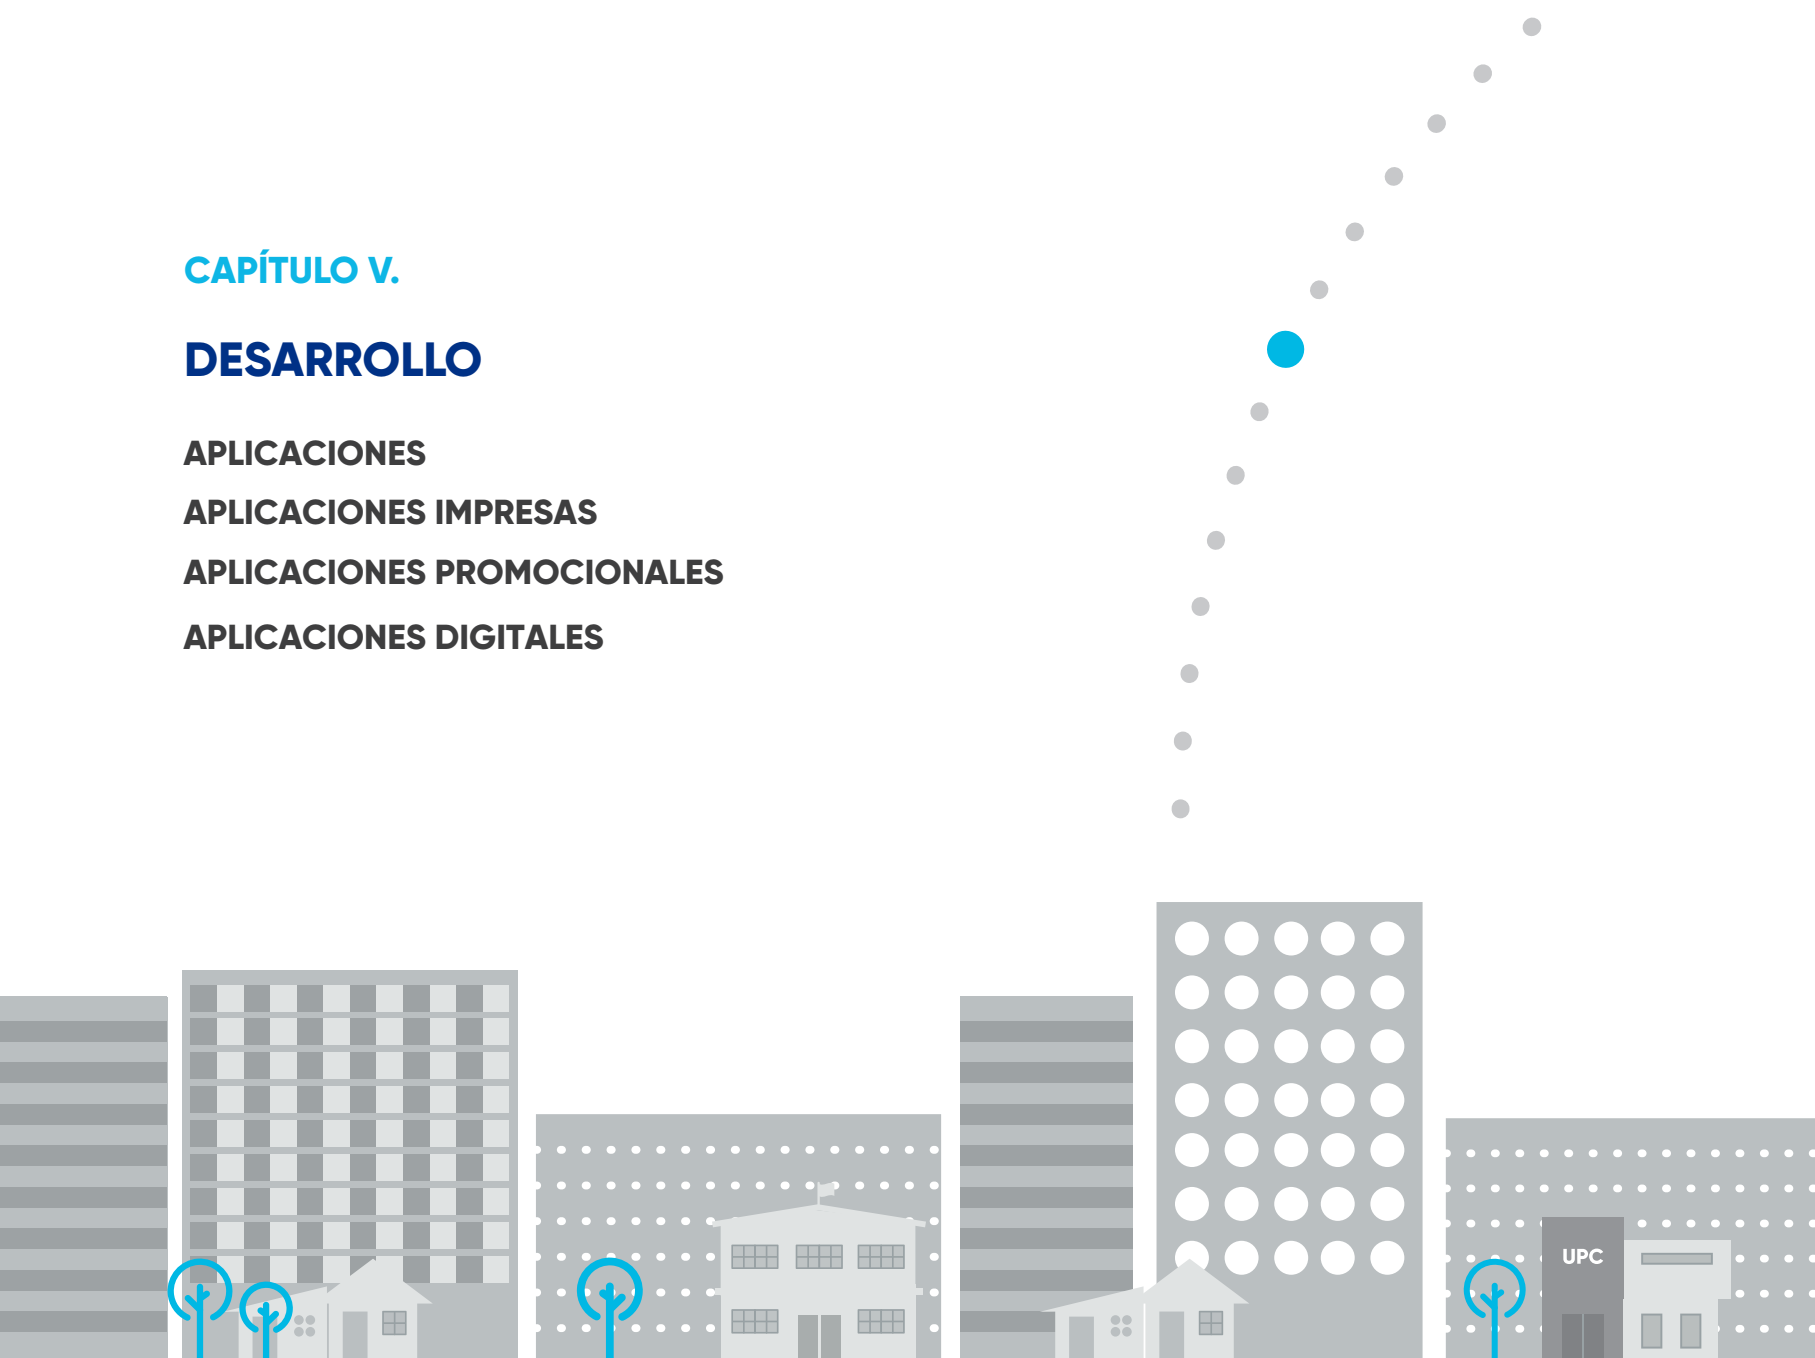 CAPÍTULO V.
DESARROLLO
APLICACIONES
APLICACIONES IMPRESAS
APLICACIONES PROMOCIONALES
APLICACIONES DIGITALES
UPC